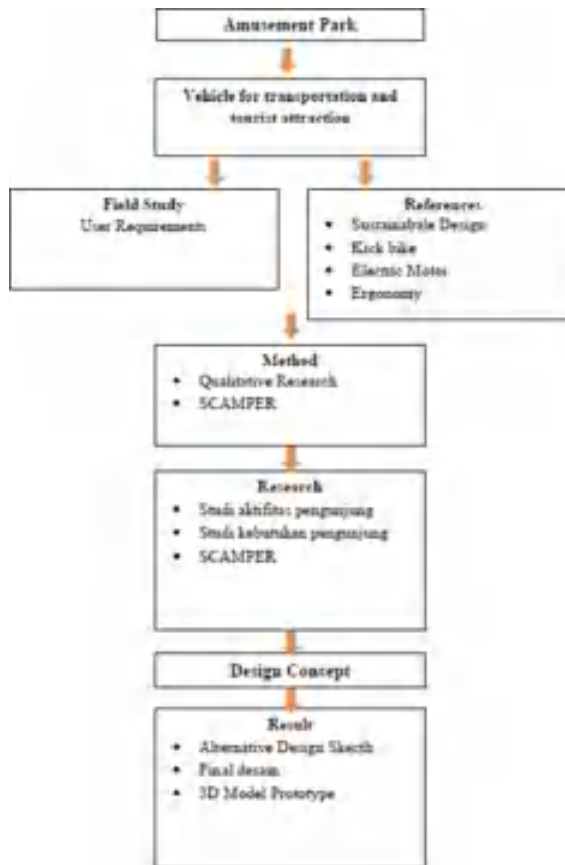 Amusement Park
Vehicle for transportation and
tourist attraction
Field Study
User Requirements
References
Sustainabale Design
Kick bike
Electric Motor
Ergonomy
Method
Qualitative Research
SCAMPER
Research
Studi aktifitas pengunjung
Studi kebutuhan pengunjung
SCAMPER
Design Concept
Result
Alternative Design Skecth
Final desain
3D Model Prototype